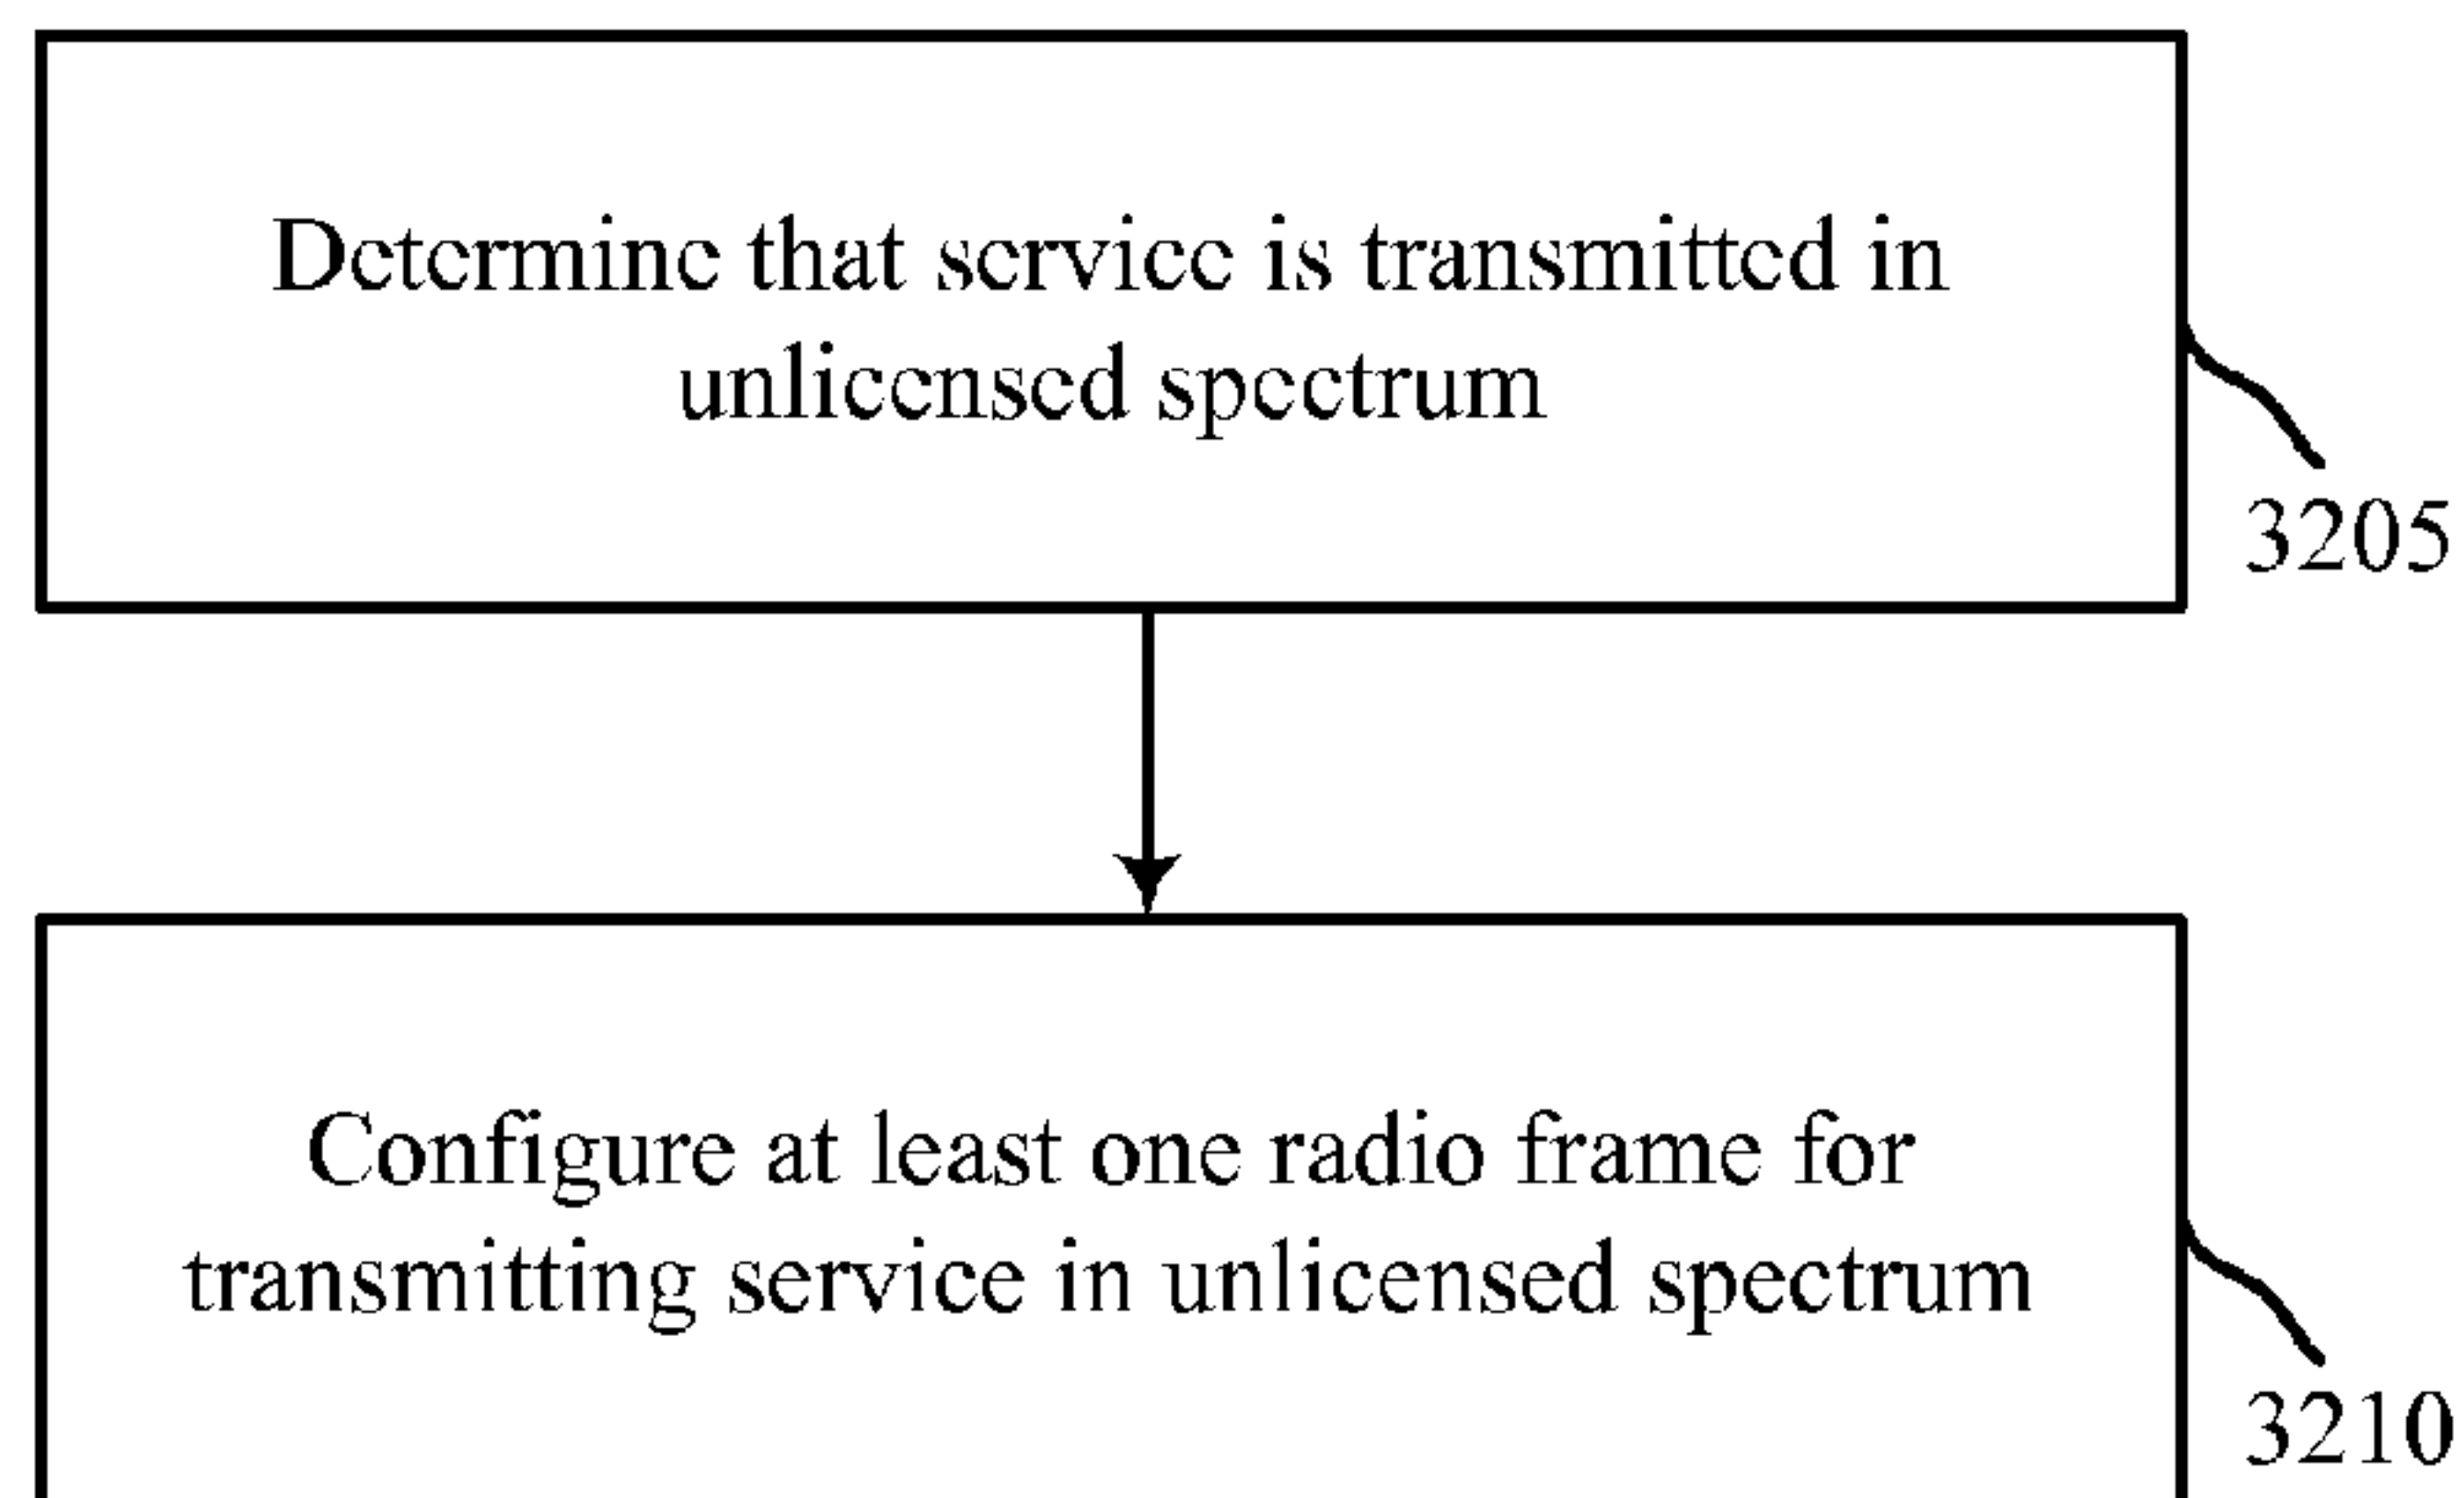 Determine that service is transmitted in
unlicensed spectrum
3205
Configure at least one radio frame for
transmitting service in unlicensed spectrum
3210